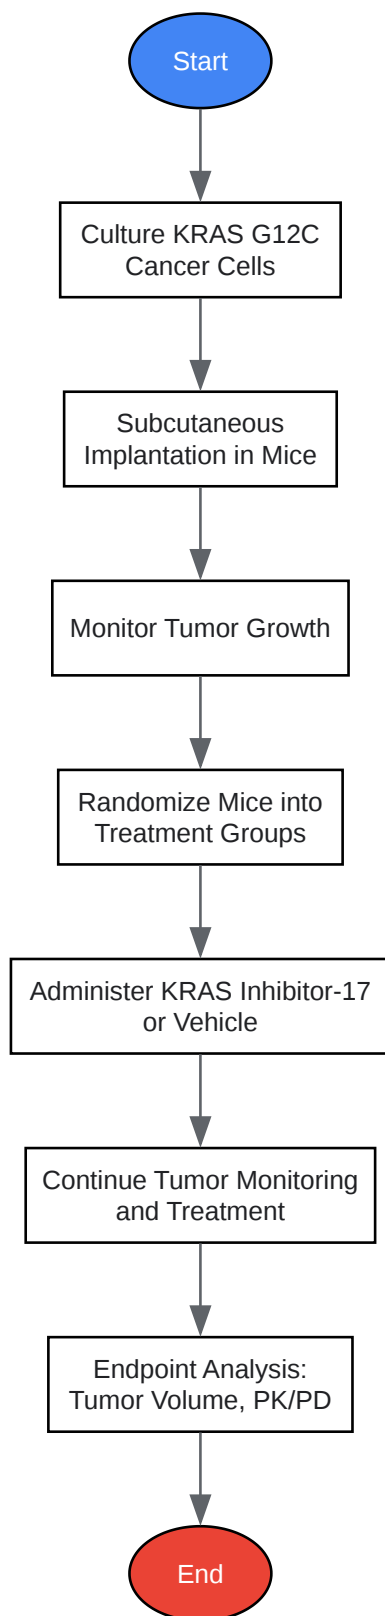 Start
Culture KRAS G12C
Cancer Cells
Subcutaneous
Implantation in Mice
Monitor Tumor Growth
Randomize Mice into
Treatment Groups
Administer KRAS Inhibitor-17
or Vehicle
Continue Tumor Monitoring
and Treatment
Endpoint Analysis:
Tumor Volume, PK/PD
End